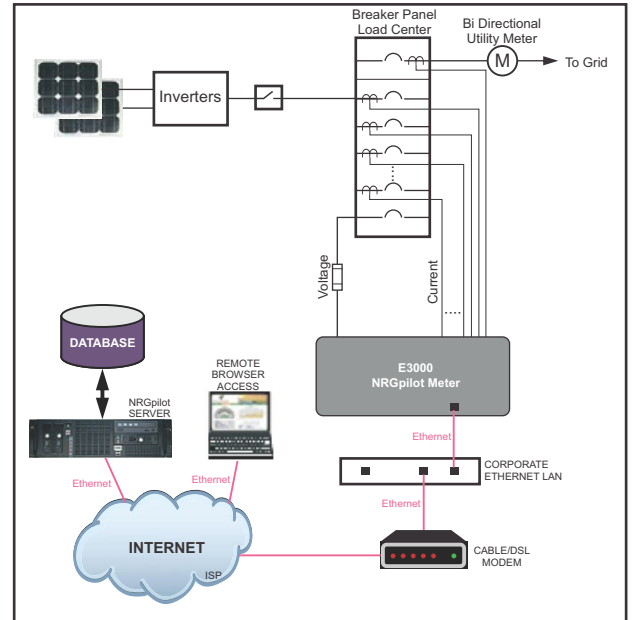 Breaker Panel
Load Center
Bi Directional
Utility Meter
M
To Grid
Inverters
Voltage
Current
E3000
NRGpilot Meter
DATABASE
REMOTE
BROWSER
ACCESS
NRGpilot
SERVER
Ethernet
CORPORATE
ETHERNET LAN
Ethernet
Ethernet
Ethernet
INTERNET
ISP
CABLE/DSL
MODEM